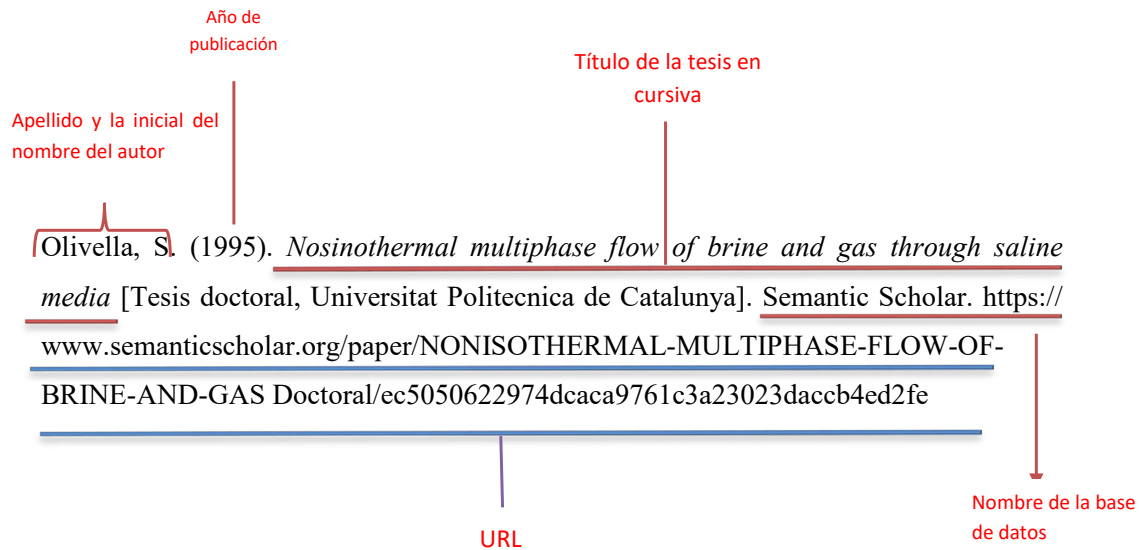 Año de
publicación
Título de la tesis en
cursiva
Apellido y la inicial del
nombre del autor
Olivella, S. (1995). Nosinothermal multiphase flow of brine and gas through saline
media [Tesis doctoral, Universitat Politecnica de Catalunya]. Semantic Scholar. https://
www.semanticscholar.org/paper/NONISOTHERMAL-MULTIPHASE-FLOW-OF-
BRINE-AND-GAS Doctoral/ec5050622974dcaca9761c3a23023daccb4ed2fe
Nombre de la base
de datos
URL